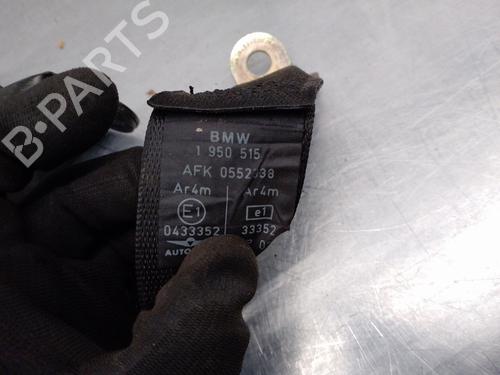 BMW
1 950 515
AFK 0552338
Ar4m Ar4m
E1 e1
0433352 33352
B-PARTS